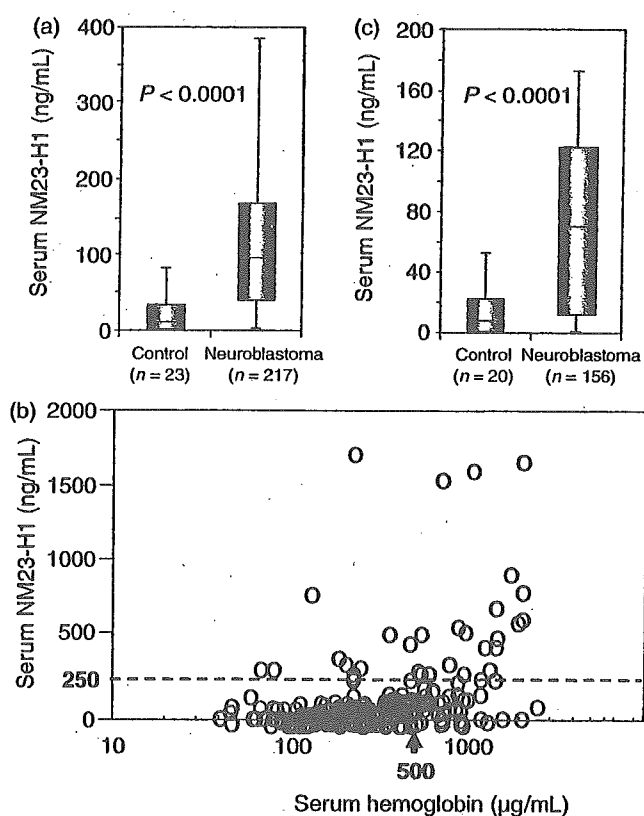 (a)
400
300
200
100
0
Serum NM23-H1 (ng/mL)
P < 0.0001
Control
(n = 23)
Neuroblastoma
(n = 217)
(c)
200
160
120
80
40
0
Serum NM23-H1 (ng/mL)
P < 0.0001
Control
(n = 20)
Neuroblastoma
(n = 156)
(b)
2000
1500
1000
500
250
0
Serum NM23-H1 (ng/mL)
10
100
1000
500
Serum hemoglobin (µg/mL)